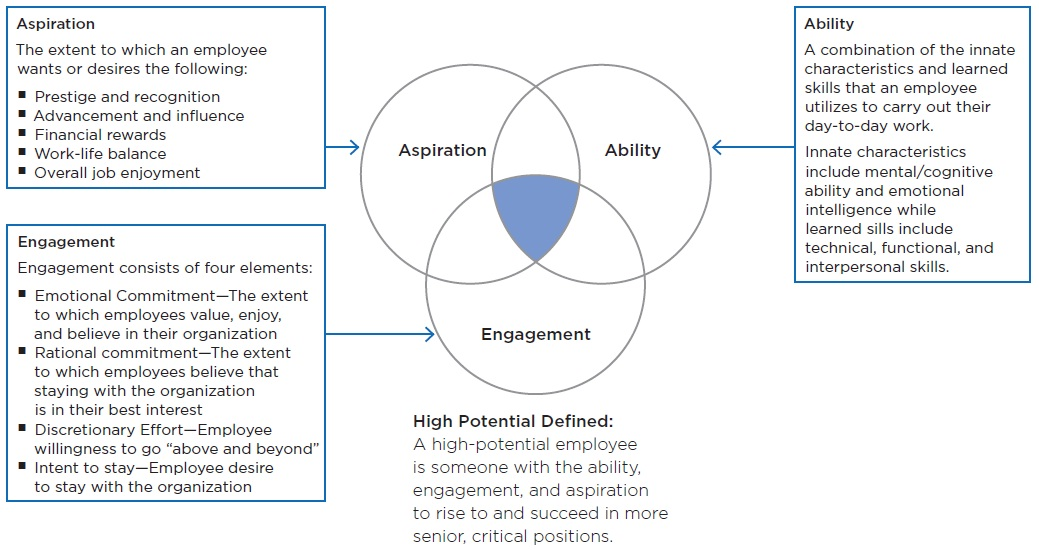 Aspiration
The extent to which an employee
wants or desires the following:
■ Prestige and recognition
■ Advancement and influence
■ Financial rewards
■ Work-life balance
■ Overall job enjoyment
Engagement
Engagement consists of four elements:
■ Emotional Commitment—The extent
to which employees value, enjoy,
and believe in their organization
■ Rational commitment—The extent
to which employees believe that
staying with the organization
is in their best interest
■ Discretionary Effort—Employee
willingness to go “above and beyond”
■ Intent to stay—Employee desire
to stay with the organization
Aspiration
Ability
Engagement
High Potential Defined:
A high-potential employee
is someone with the ability,
engagement, and aspiration
to rise to and succeed in more
senior, critical positions.
Ability
A combination of the innate
characteristics and learned
skills that an employee
utilizes to carry out their
day-to-day work.
Innate characteristics
include mental/cognitive
ability and emotional
intelligence while
learned sills include
technical, functional, and
interpersonal skills.